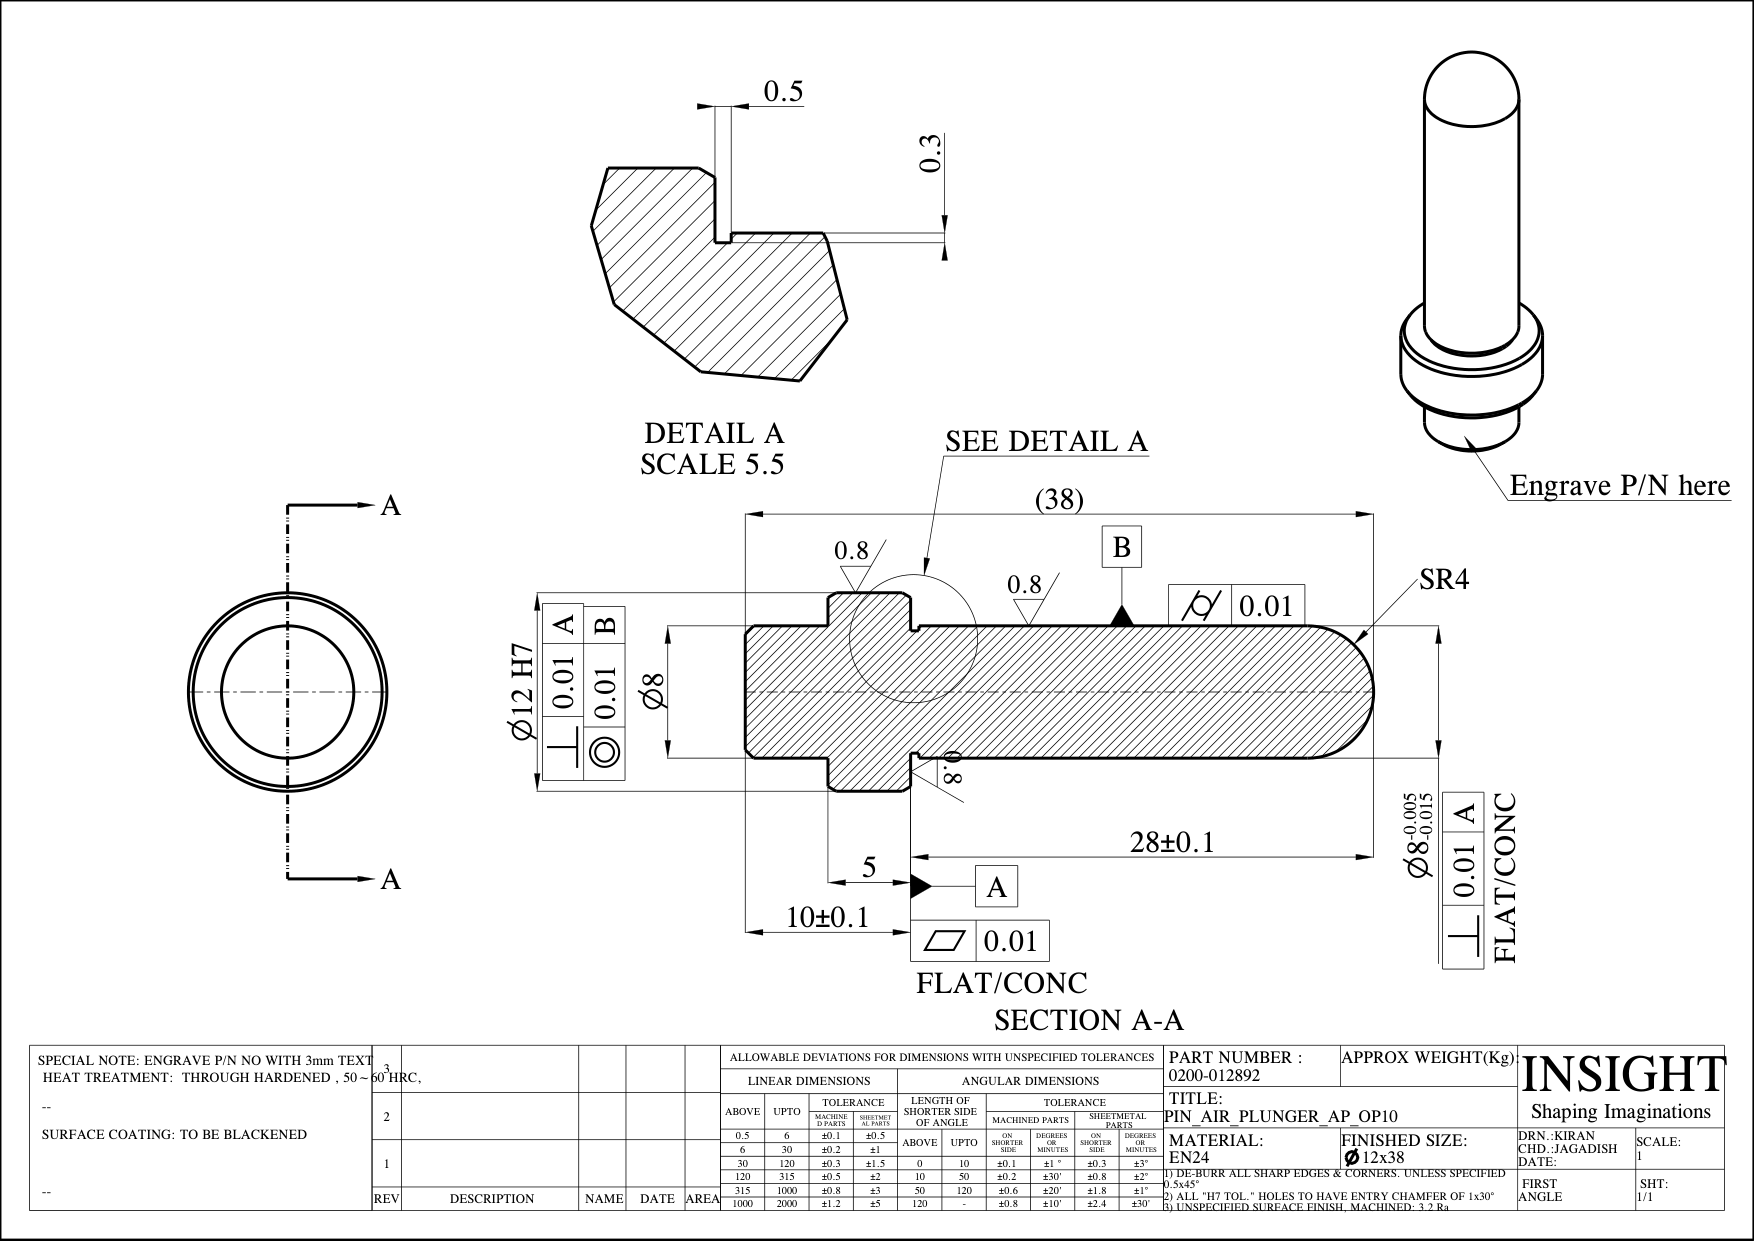 0.5
0.3
DETAIL A
SCALE 5.5
SEE DETAIL A
Engrave P/N here
A
A
(38)
0.8
0.8
B
⌭ 0.01
SR4
⌀12 H7
⟂ 0.01 A
◎ 0.01 B
⌀8
0.8
28±0.1
5
A
10±0.1
⏥ 0.01
FLAT/CONC
⌀8 -0.005 -0.015
⟂ 0.01 A
FLAT/CONC
SECTION A-A
SPECIAL NOTE: ENGRAVE P/N NO WITH 3mm TEXT
HEAT TREATMENT: THROUGH HARDENED , 50~60 HRC,
--
SURFACE COATING: TO BE BLACKENED
--
3
2
1
REV DESCRIPTION NAME DATE AREA
ALLOWABLE DEVIATIONS FOR DIMENSIONS WITH UNSPECIFIED TOLERANCES
LINEAR DIMENSIONS ANGULAR DIMENSIONS
ABOVE UPTO TOLERANCE
MACHINE
D PARTS
SHEETMET
AL PARTS
0.5 6 ±0.1 ±0.5
6 30 ±0.2 ±1
30 120 ±0.3 ±1.5
120 315 ±0.5 ±2
315 1000 ±0.8 ±3
1000 2000 ±1.2 ±5
LENGTH OF
SHORTER SIDE
OF ANGLE
TOLERANCE
MACHINED PARTS
SHEETMETAL
PARTS
ABOVE UPTO
ON
SHORTER
SIDE
DEGREES
OR
MINUTES
ON
SHORTER
SIDE
DEGREES
OR
MINUTES
0 10 ±0.1 ±1 ° ±0.3 ±3°
10 50 ±0.2 ±30' ±0.8 ±2°
50 120 ±0.6 ±20' ±1.8 ±1°
120 - ±0.8 ±10' ±2.4 ±30'
PART NUMBER :
0200-012892
APPROX WEIGHT(Kg):
TITLE:
PIN_AIR_PLUNGER_AP_OP10
MATERIAL:
EN24
FINISHED SIZE:
⌀12x38
1) DE-BURR ALL SHARP EDGES & CORNERS. UNLESS SPECIFIED
0.5x45°
2) ALL "H7 TOL." HOLES TO HAVE ENTRY CHAMFER OF 1x30°
3) UNSPECIFIED SURFACE FINISH, MACHINED: 3.2 Ra
INSIGHT
Shaping Imaginations
DRN.:KIRAN
CHD.:JAGADISH
DATE:
SCALE:
1
FIRST
ANGLE
SHT:
1/1